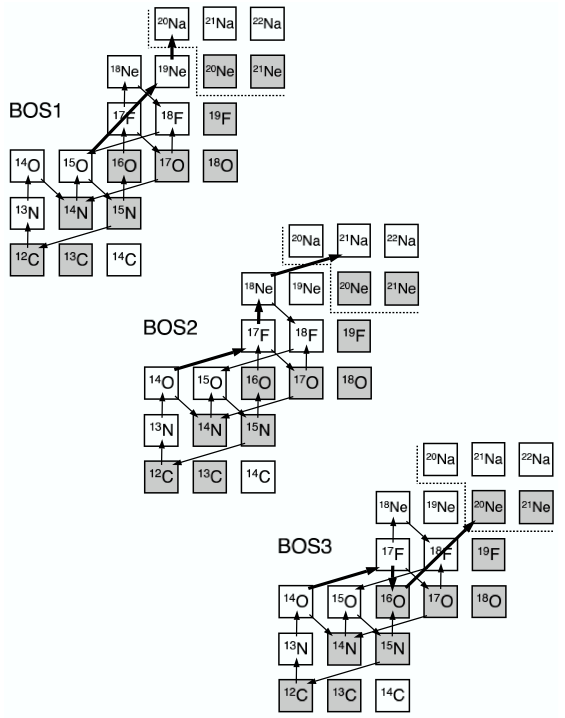 ²⁰Na ²¹Na ²²Na
¹⁸Ne ¹⁹Ne ²⁰Ne ²¹Ne
BOS1
¹⁷F ¹⁸F ¹⁹F
¹⁴O ¹⁵O ¹⁶O ¹⁷O ¹⁸O
¹³N ¹⁴N ¹⁵N
¹²C ¹³C ¹⁴C
²⁰Na ²¹Na ²²Na
¹⁸Ne ¹⁹Ne ²⁰Ne ²¹Ne
BOS2
¹⁷F ¹⁸F ¹⁹F
¹⁴O ¹⁵O ¹⁶O ¹⁷O ¹⁸O
¹³N ¹⁴N ¹⁵N
¹²C ¹³C ¹⁴C
²⁰Na ²¹Na ²²Na
¹⁸Ne ¹⁹Ne ²⁰Ne ²¹Ne
BOS3
¹⁷F ¹⁸F ¹⁹F
¹⁴O ¹⁵O ¹⁶O ¹⁷O ¹⁸O
¹³N ¹⁴N ¹⁵N
¹²C ¹³C ¹⁴C